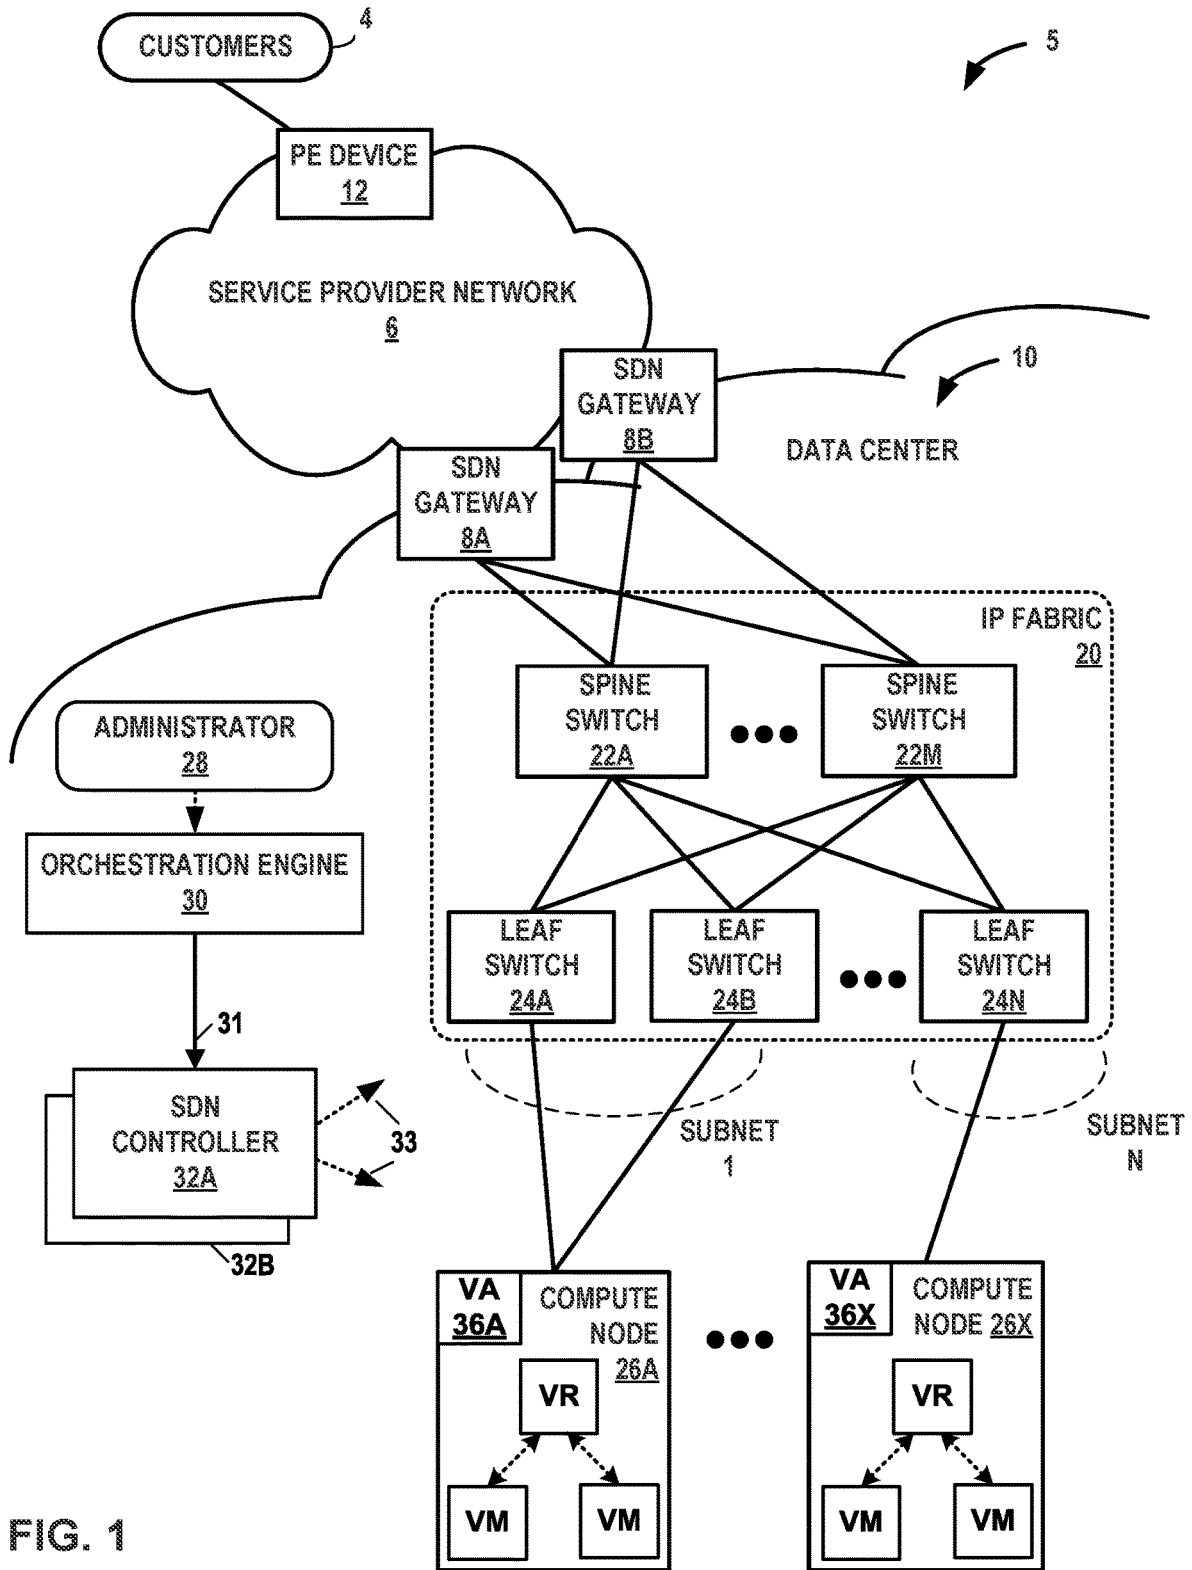 CUSTOMERS
4
5
PE DEVICE
12
SERVICE PROVIDER NETWORK
6
SDN
GATEWAY
8B
10
DATA CENTER
SDN
GATEWAY
8A
IP FABRIC
20
SPINE
SWITCH
22A
SPINE
SWITCH
22M
ADMINISTRATOR
28
ORCHESTRATION ENGINE
30
LEAF
SWITCH
24A
LEAF
SWITCH
24B
LEAF
SWITCH
24N
31
SDN
CONTROLLER
32A
33
32B
SUBNET
1
SUBNET
N
VA
36A
COMPUTE
NODE
26A
VR
VM
VM
VA
36X
COMPUTE
NODE 26X
VR
VM
VM
FIG. 1